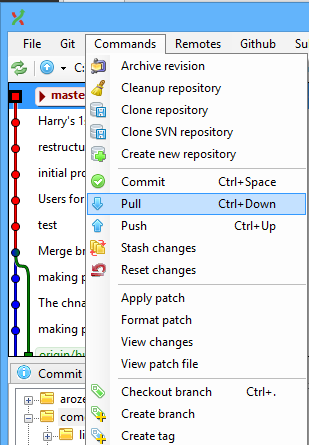 File Git Commands Remotes Github Su
C:
master
Harry's 1
restructu
initial pro
Users for
test
Merge br
making p
The chna
making p
origin/hu
Archive revision
Cleanup repository
Clone repository
Clone SVN repository
Create new repository
Commit Ctrl+Space
Pull Ctrl+Down
Push Ctrl+Up
Stash changes
Reset changes
Apply patch
Format patch
View changes
View patch file
Checkout branch Ctrl+.
Create branch
Create tag
Commit
aroze
com
li